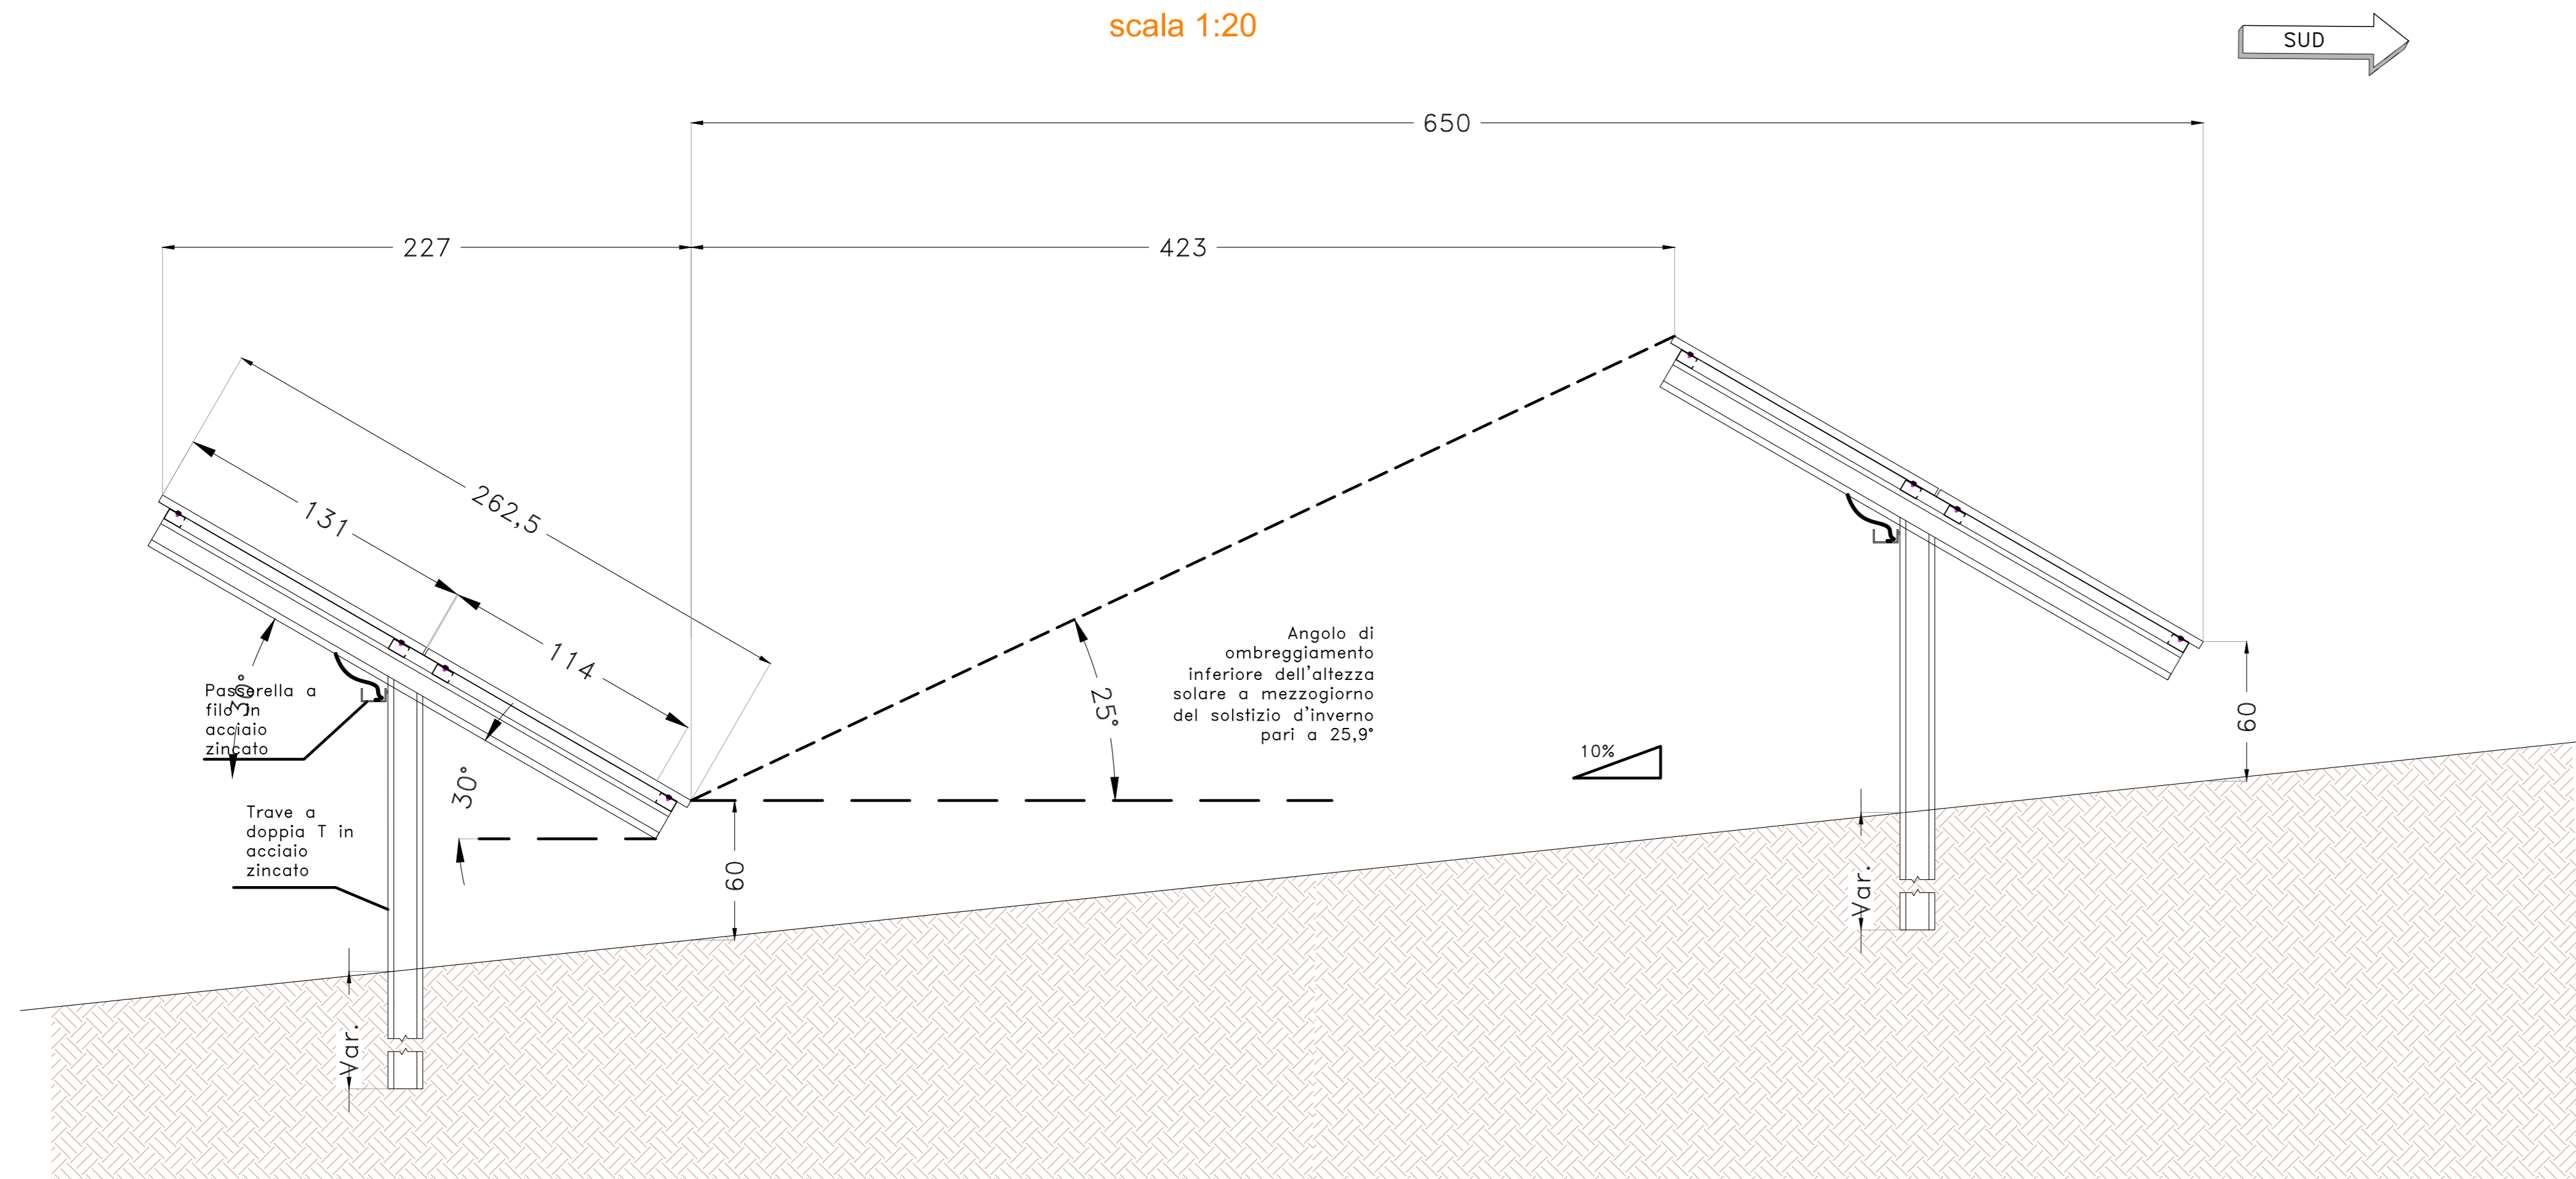 scala 1:20
SUD
650
227
423
262,5
131
114
30°
Passerella a
filo in
acciaio
zincato
30°
Trave a
doppia T in
acciaio
zincato
25°
Angolo di
ombreggiamento
inferiore dell'altezza
solare a mezzogiorno
del solstizio d'inverno
pari a 25,9°
10%
60
60
Var.
Var.